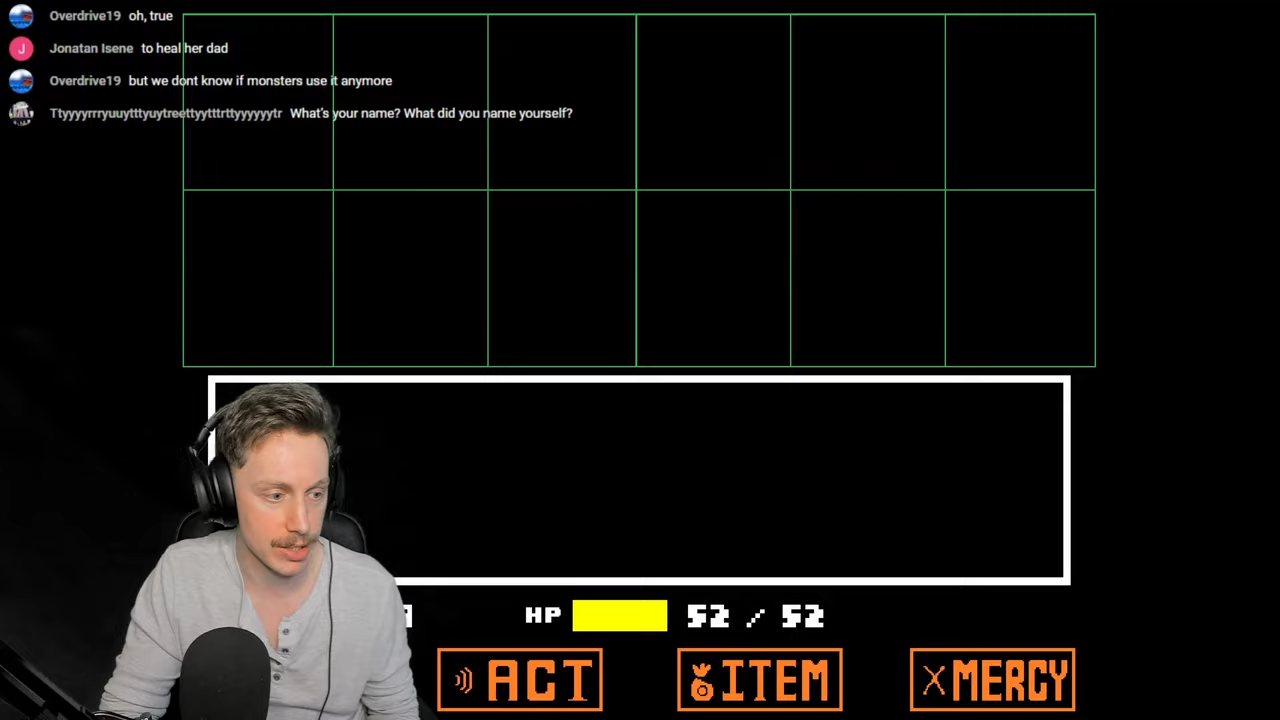 Overdrive19 oh, true
J Jonatan Isene to heal her dad
Overdrive19 but we dont know if monsters use it anymore
Ttyyyyrrryuuytttyuytreettyytttrttyyyyyytr What's your name? What did you name yourself?
HP 52 / 52
ACT ITEM MERCY